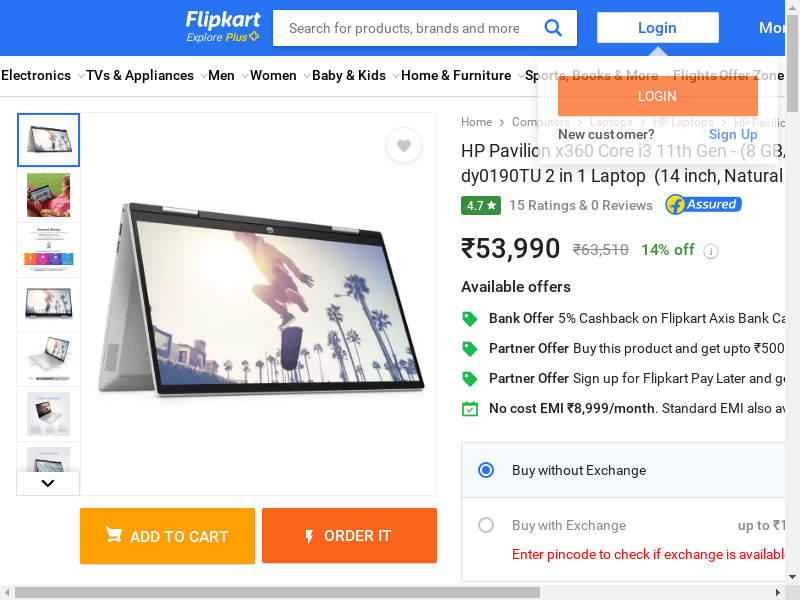 Flipkart
Explore Plus
Search for products, brands and more
Login
Mor
Electronics
TVs & Appliances
Men
Women
Baby & Kids
Home & Furniture
Sports, Books & More
Flights
Offer Zone
LOGIN
New customer?
Sign Up
Home
Computers
Laptops
HP Laptops
HP Pavilio
HP Pavilion x360 Core i3 11th Gen - (8 GB/
dy0190TU 2 in 1 Laptop (14 inch, Natural
4.7
15 Ratings & 0 Reviews
Assured
₹53,990
₹63,510
14% off
Available offers
Bank Offer 5% Cashback on Flipkart Axis Bank Ca
Partner Offer Buy this product and get upto ₹500
Partner Offer Sign up for Flipkart Pay Later and ge
No cost EMI ₹8,999/month. Standard EMI also av
Buy without Exchange
Buy with Exchange
up to ₹1
Enter pincode to check if exchange is availabl
ADD TO CART
ORDER IT